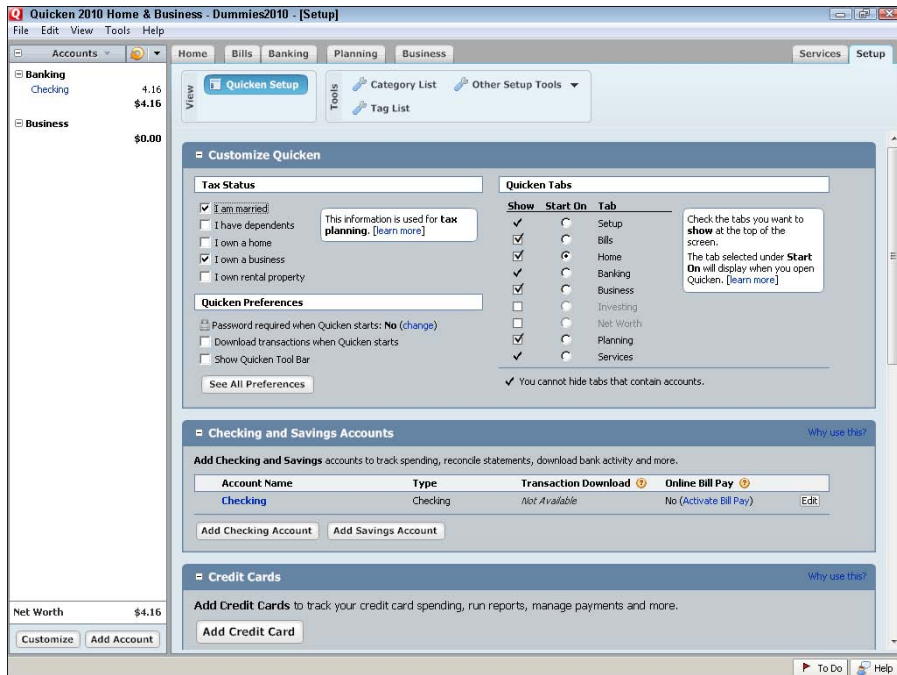 Quicken 2010 Home & Business - Dummies2010 - [Setup]
File Edit View Tools Help
Accounts
Home Bills Banking Planning Business Services Setup
Banking
Checking 4.16
$4.16
Business
$0.00
View
Quicken Setup
Tools
Category List Other Setup Tools
Tag List
Customize Quicken
Tax Status
I am married
I have dependents
I own a home
I own a business
I own rental property
This information is used for tax
planning. [learn more]
Quicken Preferences
Password required when Quicken starts: No (change)
Download transactions when Quicken starts
Show Quicken Tool Bar
See All Preferences
Quicken Tabs
Show Start On Tab
Setup
Bills
Home
Banking
Business
Investing
Net Worth
Planning
Services
You cannot hide tabs that contain accounts.
Check the tabs you want to
show at the top of the
screen.
The tab selected under Start
On will display when you open
Quicken. [learn more]
Checking and Savings Accounts Why use this?
Add Checking and Savings accounts to track spending, reconcile statements, download bank activity and more.
Account Name Type Transaction Download ? Online Bill Pay ?
Checking Checking Not Available No (Activate Bill Pay) Edit
Add Checking Account Add Savings Account
Credit Cards Why use this?
Add Credit Cards to track your credit card spending, run reports, manage payments and more.
Add Credit Card
Net Worth $4.16
Customize Add Account
To Do Help